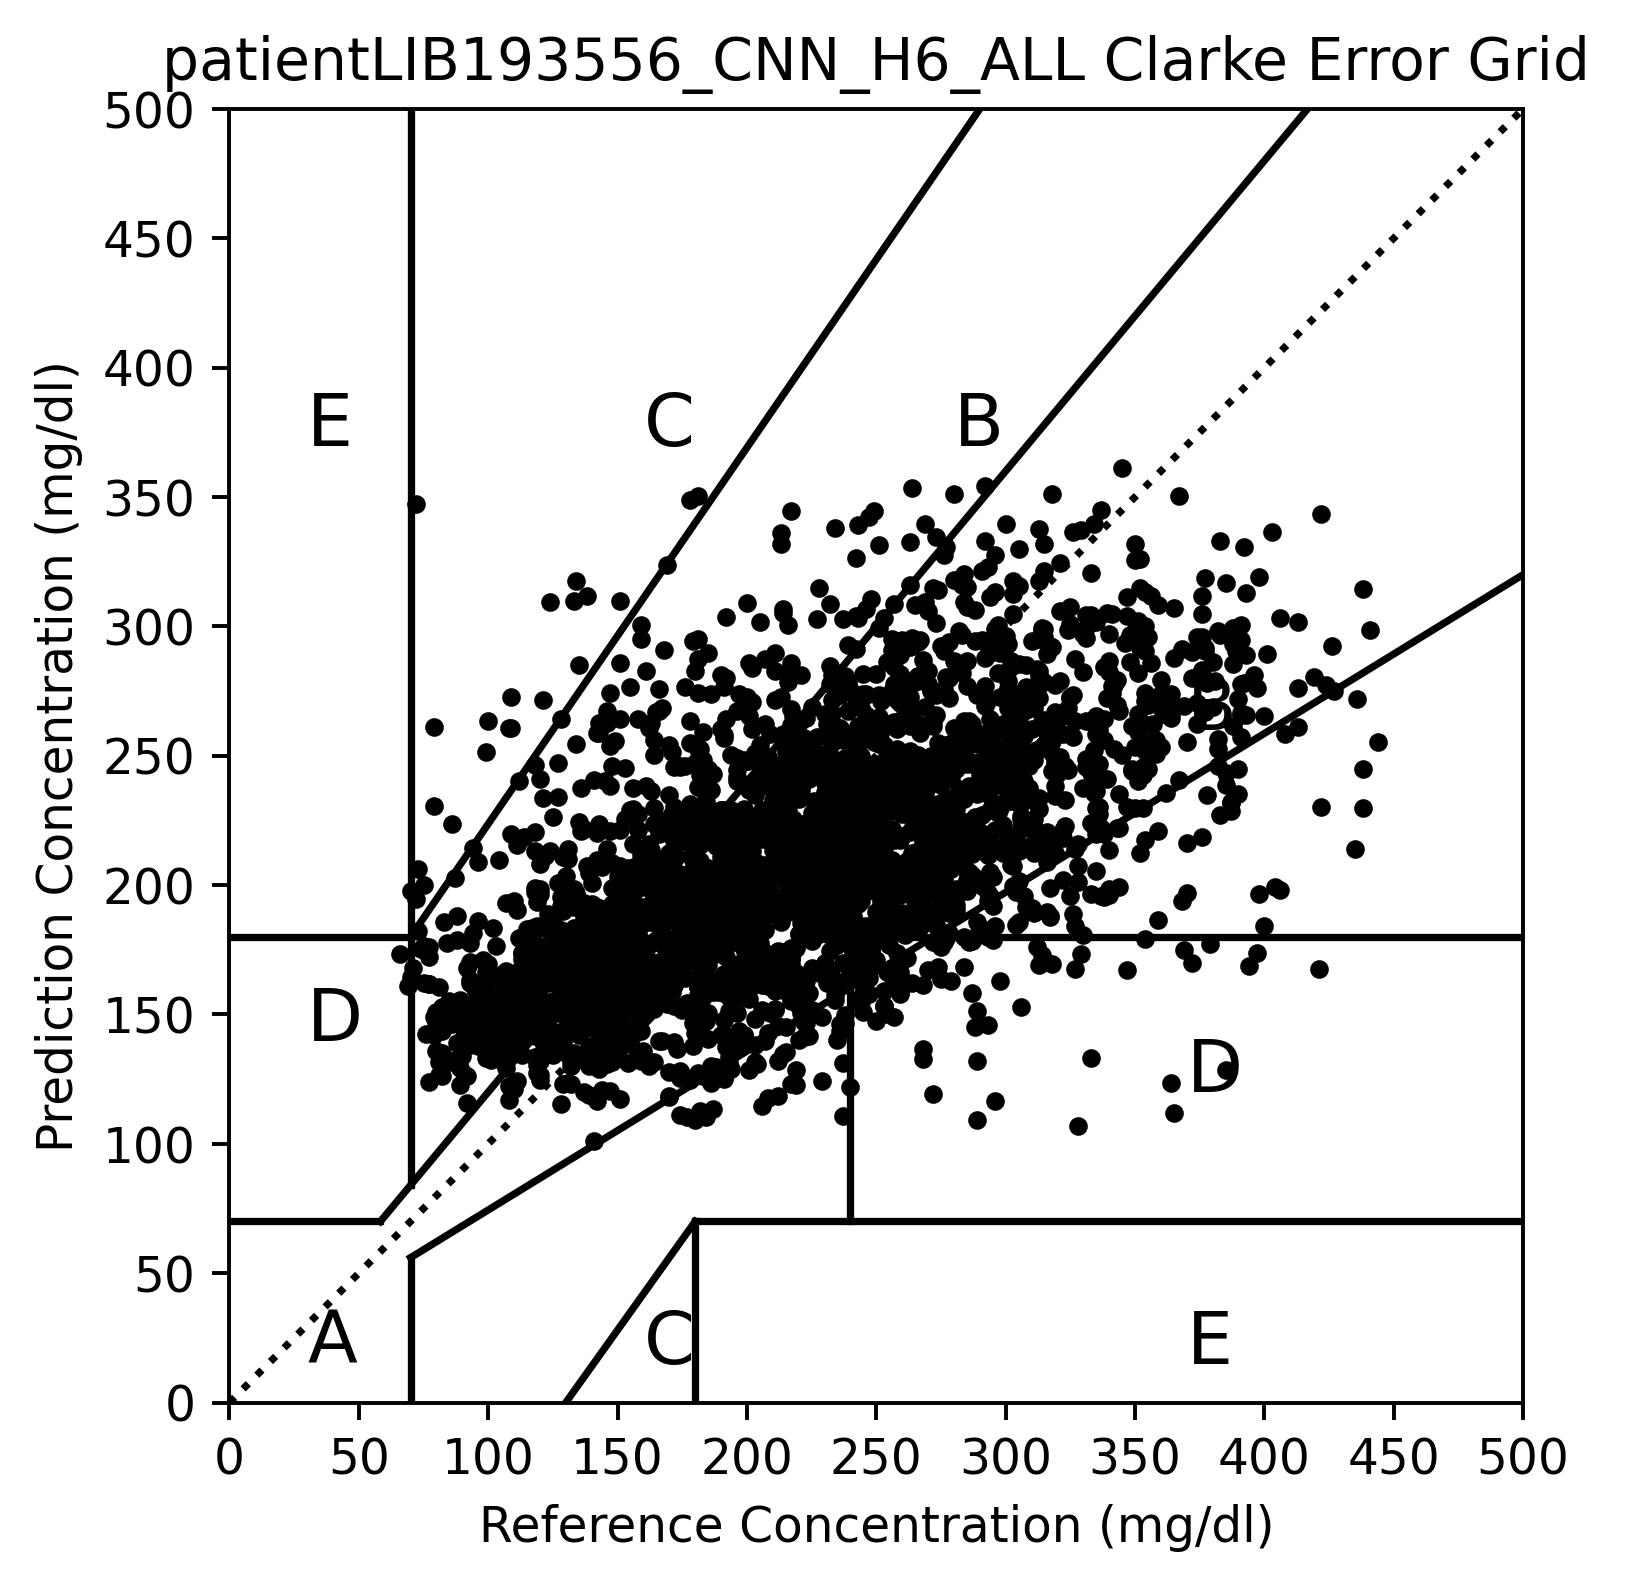 patientLIB193556_CNN_H6_ALL Clarke Error Grid
500
450
400
350
300
250
200
150
100
50
0
Prediction Concentration (mg/dl)
E
C
B
B
D
D
A
C
E
0 50 100 150 200 250 300 350 400 450 500
Reference Concentration (mg/dl)